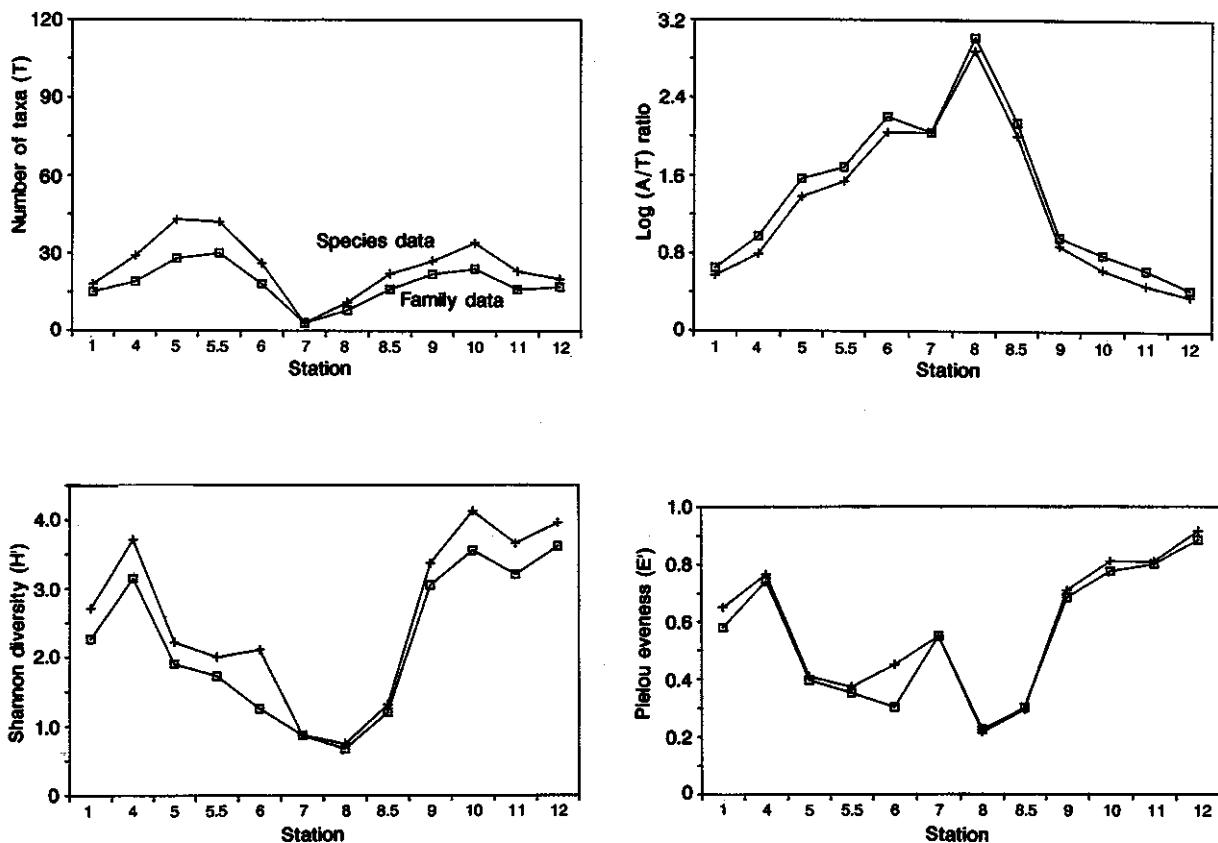 120
90
60
30
0
Number of taxa (T)
Species data
Family data
1 4 5 5.5 6 7 8 8.5 9 10 11 12
Station
3.2
2.4
1.6
0.8
0
Log (A/T) ratio
1 4 5 5.5 6 7 8 8.5 9 10 11 12
Station
4.0
3.0
2.0
1.0
0
Shannon diversity (H')
1 4 5 5.5 6 7 8 8.5 9 10 11 12
Station
1.0
0.8
0.6
0.4
0.2
0
Pielou eveness (E')
1 4 5 5.5 6 7 8 8.5 9 10 11 12
Station